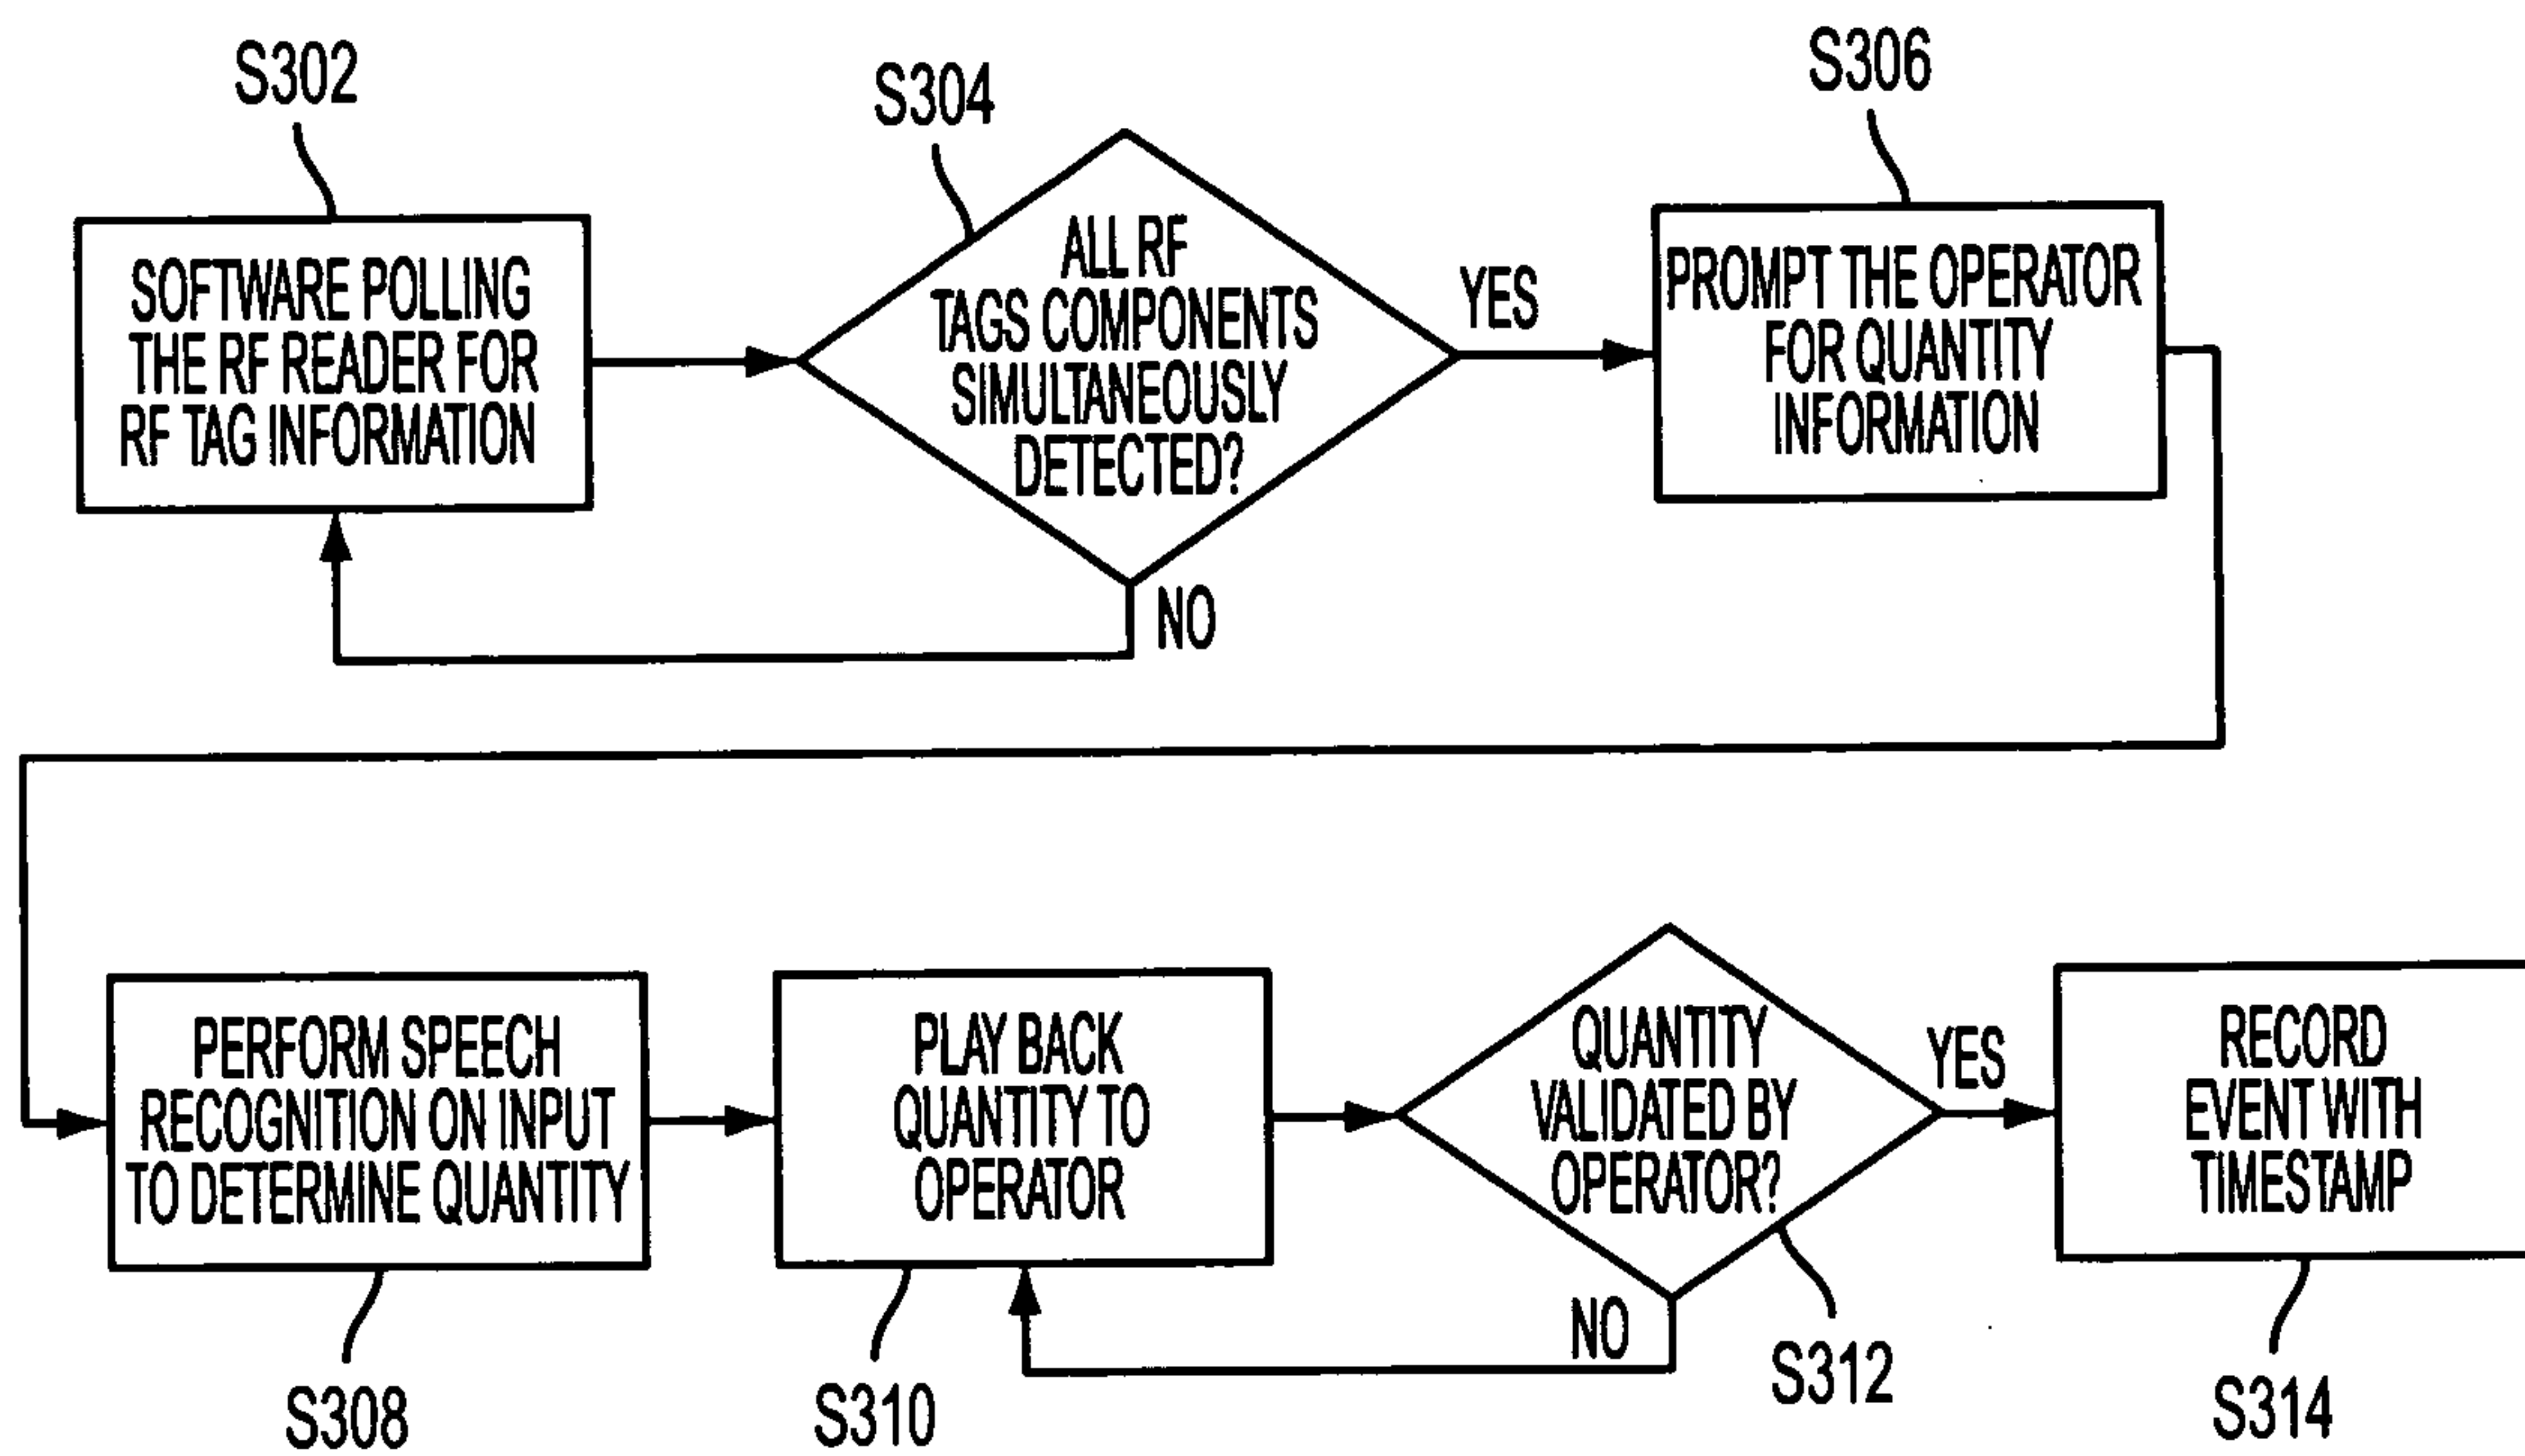 S302
S304
S306
SOFTWARE POLLING
THE RF READER FOR
RF TAG INFORMATION
ALL RF
TAGS COMPONENTS
SIMULTANEOUSLY
DETECTED?
YES
NO
PROMPT THE OPERATOR
FOR QUANTITY
INFORMATION
PERFORM SPEECH
RECOGNITION ON INPUT
TO DETERMINE QUANTITY
PLAY BACK
QUANTITY TO
OPERATOR
QUANTITY
VALIDATED BY
OPERATOR?
YES
NO
RECORD
EVENT WITH
TIMESTAMP
S308
S310
S312
S314